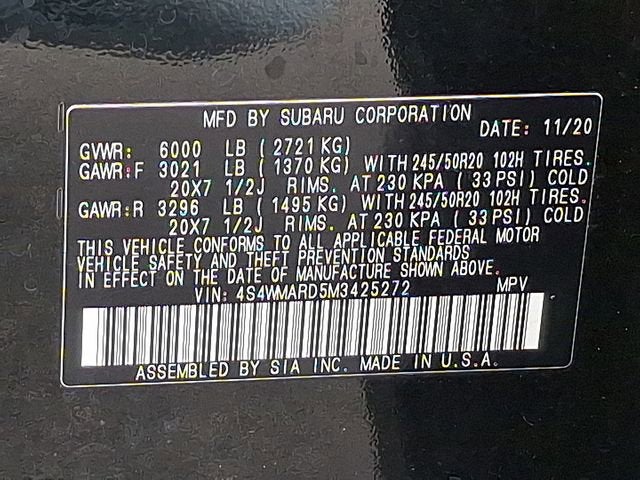 MFD BY SUBARU CORPORATION
DATE: 11/20
GVWR: 6000 LB ( 2721 KG)
GAWR:F 3021 LB ( 1370 KG) WITH 245/50R20 102H TIRES.
20X7 1/2J RIMS. AT 230 KPA ( 33 PSI) COLD
GAWR:R 3296 LB ( 1495 KG) WITH 245/50R20 102H TIRES.
20X7 1/2J RIMS. AT 230 KPA ( 33 PSI) COLD
THIS VEHICLE CONFORMS TO ALL APPLICABLE FEDERAL MOTOR
VEHICLE SAFETY AND THEFT PREVENTION STANDARDS
IN EFFECT ON THE DATE OF MANUFACTURE SHOWN ABOVE.
VIN: 4S4WMARD5M3425272 MPV
ASSEMBLED BY SIA INC. MADE IN U.S.A.